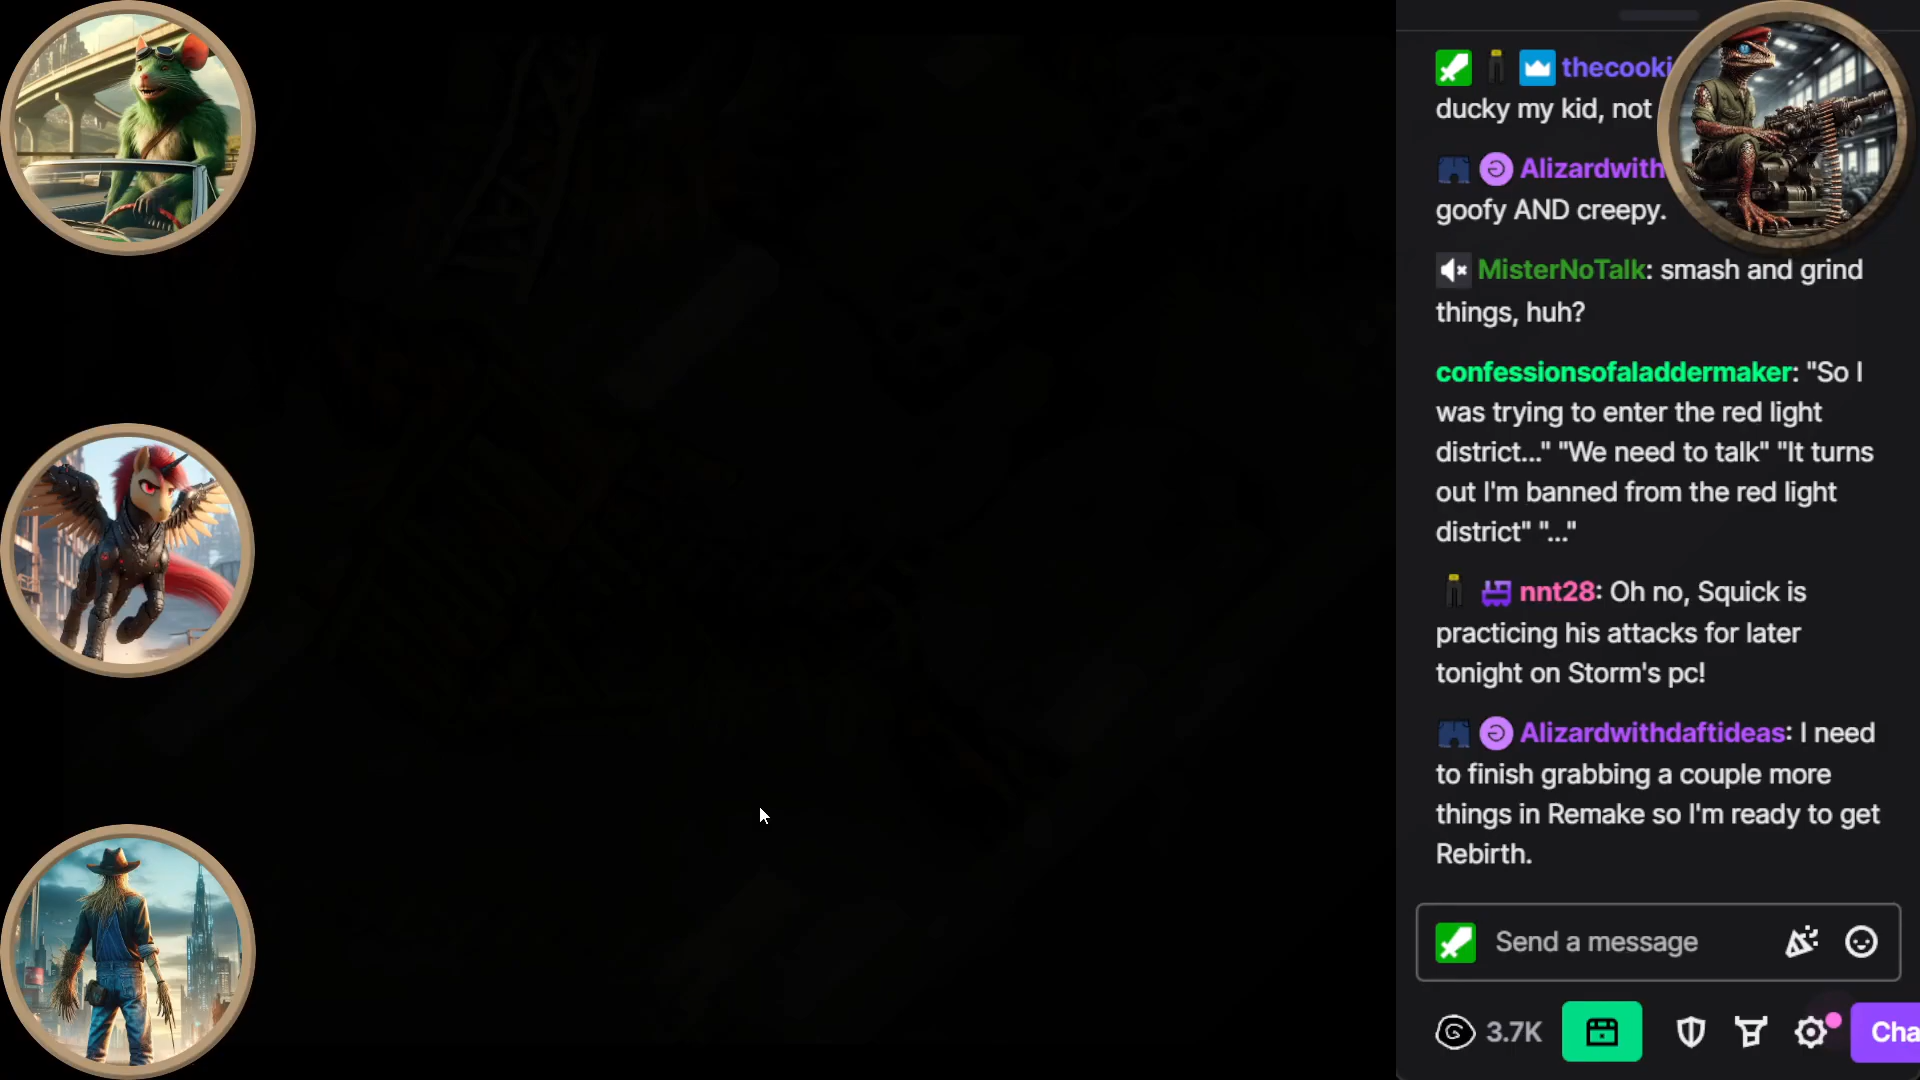 thecooki
ducky my kid, not
Alizardwith
goofy AND creepy.
MisterNoTalk: smash and grind
things, huh?
confessionsofaladdermaker: "So I
was trying to enter the red light
district..." "We need to talk" "It turns
out I'm banned from the red light
district" "..."
nnt28: Oh no, Squick is
practicing his attacks for later
tonight on Storm's pc!
Alizardwithdaftideas: I need
to finish grabbing a couple more
things in Remake so I'm ready to get
Rebirth.
Send a message
3.7K
Cha